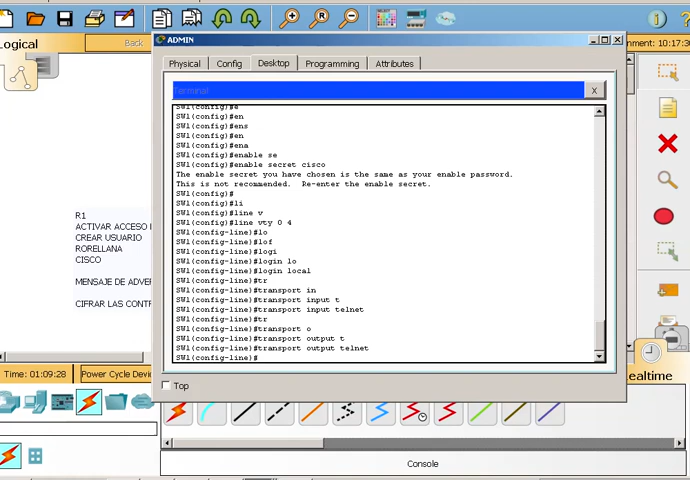 Logical
Back
nment: 10:17:30
ADMIN
Physical
Config
Desktop
Programming
Attributes
Terminal
X
SW1(config)#e
SW1(config)#en
SW1(config)#ens
SW1(config)#en
SW1(config)#ena
SW1(config)#enable se
SW1(config)#enable secret cisco
The enable secret you have chosen is the same as your enable password.
This is not recommended.  Re-enter the enable secret.
SW1(config)#
SW1(config)#li
SW1(config)#line v
SW1(config)#line vty 0 4
SW1(config-line)#lo
SW1(config-line)#lof
SW1(config-line)#logi
SW1(config-line)#login lo
SW1(config-line)#login local
SW1(config-line)#tr
SW1(config-line)#transport in
SW1(config-line)#transport input t
SW1(config-line)#transport input telnet
SW1(config-line)#tr
SW1(config-line)#transport o
SW1(config-line)#transport output t
SW1(config-line)#transport output telnet
SW1(config-line)#
R1
ACTIVAR ACCESO
CREAR USUARIO
RORELLANA
CISCO
MENSAJE DE ADVER
CIFRAR LAS CONTR
Top
Time: 01:09:28
Power Cycle Devic
ealtime
Console